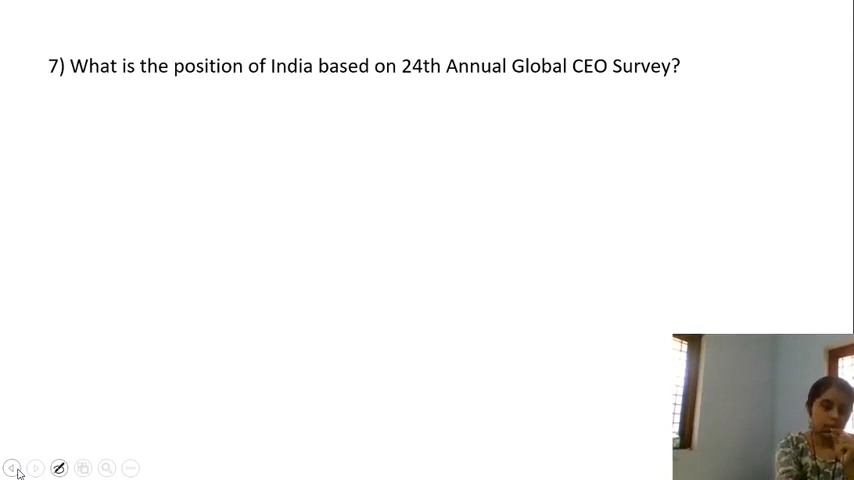 7) What is the position of India based on 24th Annual Global CEO Survey?